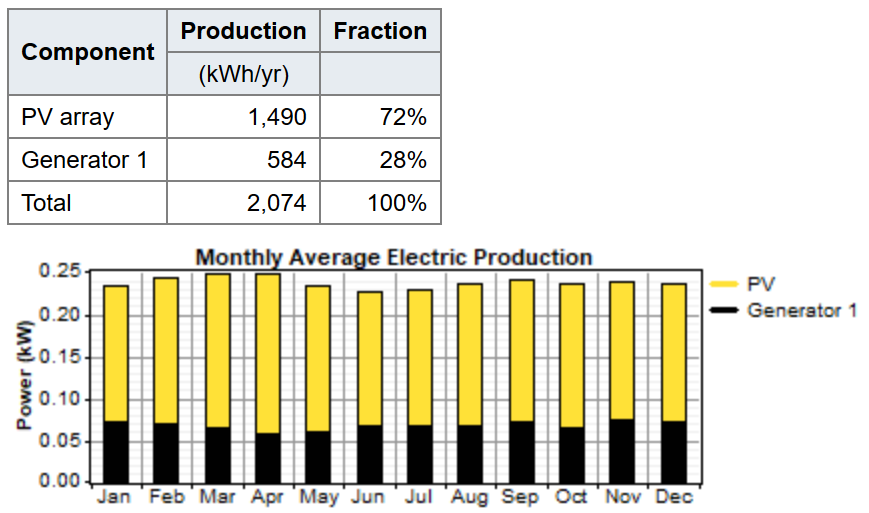 Component Production Fraction
(kWh/yr)
PV array 1,490 72%
Generator 1 584 28%
Total 2,074 100%
Monthly Average Electric Production
0.25
0.20
0.15
0.10
0.05
0.00
Power (kW)
Jan Feb Mar Apr May Jun Jul Aug Sep Oct Nov Dec
PV
Generator 1